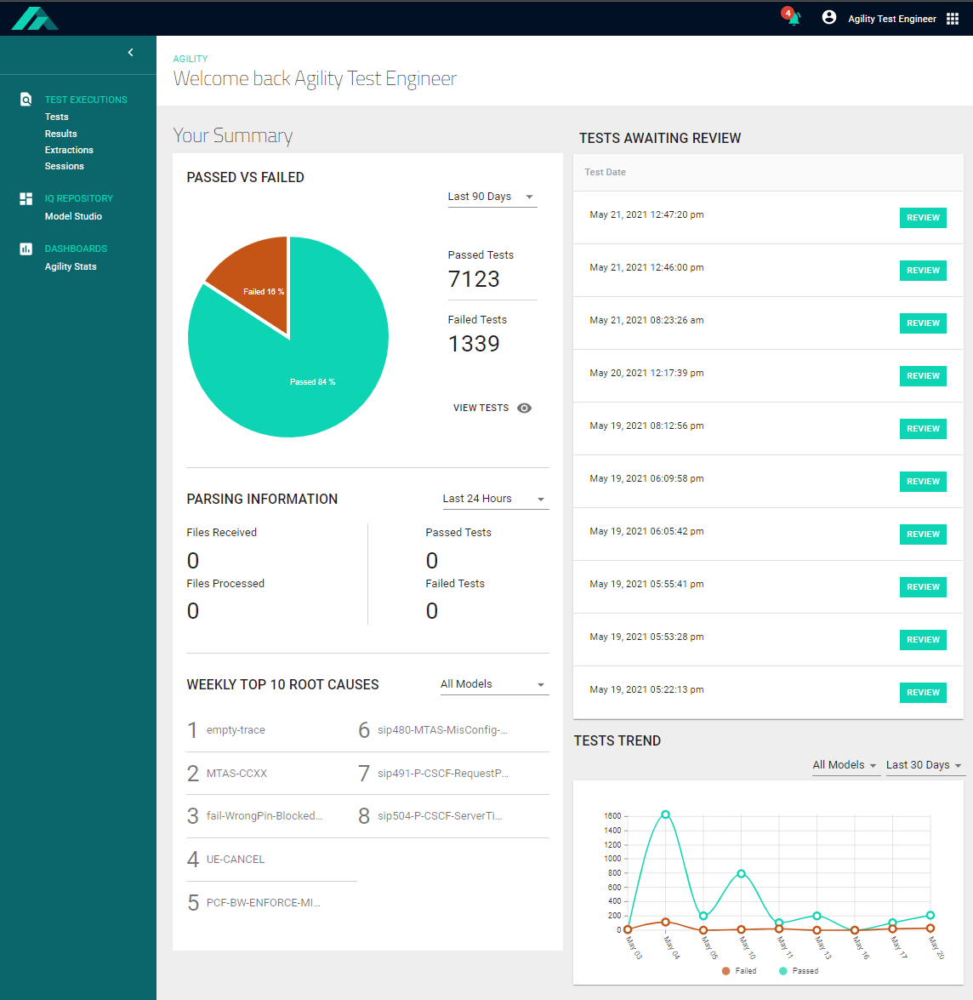 4
Agility Test Engineer
AGILITY
Welcome back Agility Test Engineer
TEST EXECUTIONS
Tests
Results
Extractions
Sessions
IQ REPOSITORY
Model Studio
DASHBOARDS
Agility Stats
Your Summary
PASSED VS FAILED
Last 90 Days
Failed 16 %
Passed 84 %
Passed Tests
7123
Failed Tests
1339
VIEW TESTS
PARSING INFORMATION
Last 24 Hours
Files Received
0
Files Processed
0
Passed Tests
0
Failed Tests
0
WEEKLY TOP 10 ROOT CAUSES
All Models
1 empty-trace
2 MTAS-CCXX
3 fail-WrongPin-Blocked...
4 UE-CANCEL
5 PCF-BW-ENFORCE-MI...
6 sip480-MTAS-MisConfig-...
7 sip491-P-CSCF-RequestP...
8 sip504-P-CSCF-ServerTi...
TESTS AWAITING REVIEW
Test Date
May 21, 2021 12:47:20 pm REVIEW
May 21, 2021 12:46:00 pm REVIEW
May 21, 2021 08:23:26 am REVIEW
May 20, 2021 12:17:39 pm REVIEW
May 19, 2021 08:12:56 pm REVIEW
May 19, 2021 06:09:58 pm REVIEW
May 19, 2021 06:05:42 pm REVIEW
May 19, 2021 05:55:41 pm REVIEW
May 19, 2021 05:53:28 pm REVIEW
May 19, 2021 05:22:13 pm REVIEW
TESTS TREND
All Models
Last 30 Days
1600
1400
1200
1000
800
600
400
200
0
May 03
May 04
May 05
May 10
May 11
May 13
May 16
May 17
May 20
Failed
Passed